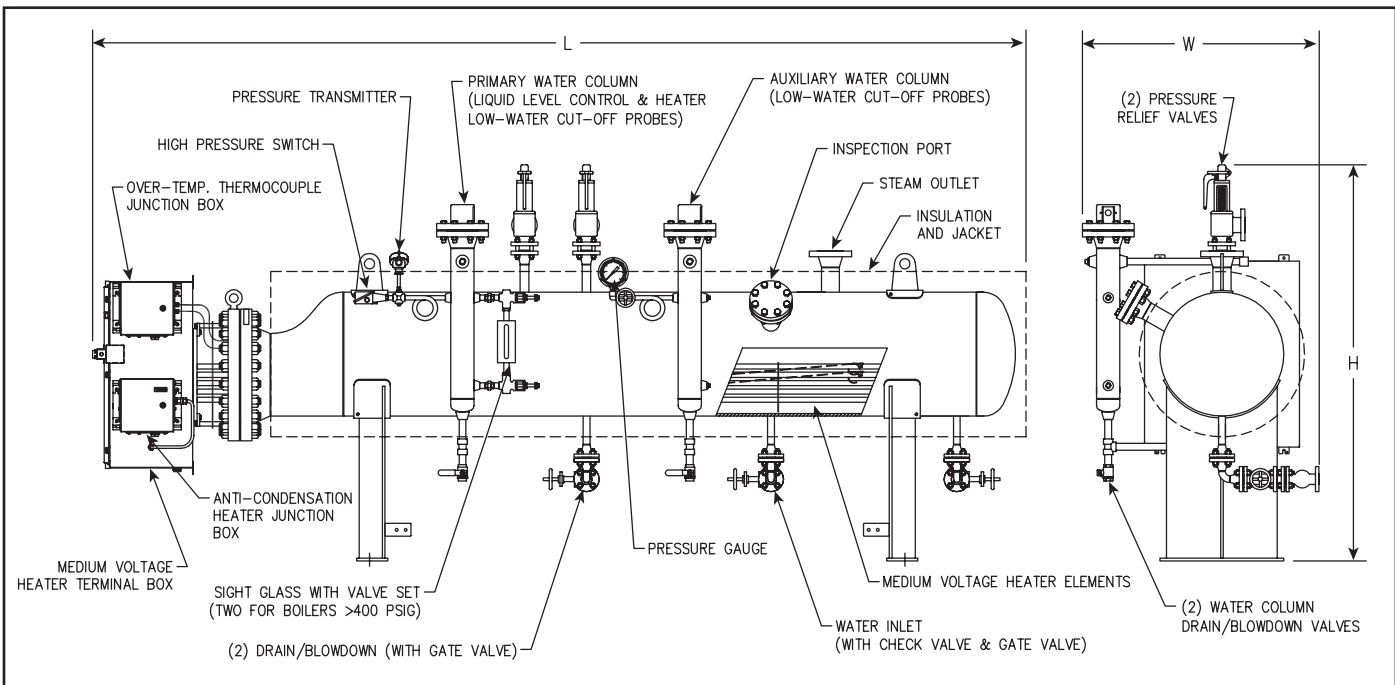 L
W
H
PRESSURE TRANSMITTER
HIGH PRESSURE SWITCH
OVER-TEMP. THERMOCOUPLE
JUNCTION BOX
PRIMARY WATER COLUMN
(LIQUID LEVEL CONTROL & HEATER
LOW-WATER CUT-OFF PROBES)
AUXILIARY WATER COLUMN
(LOW-WATER CUT-OFF PROBES)
INSPECTION PORT
STEAM OUTLET
INSULATION
AND JACKET
(2) PRESSURE
RELIEF VALVES
ANTI-CONDENSATION
HEATER JUNCTION
BOX
MEDIUM VOLTAGE
HEATER TERMINAL BOX
SIGHT GLASS WITH VALVE SET
(TWO FOR BOILERS >400 PSIG)
(2) DRAIN/BLOWDOWN (WITH GATE VALVE)
PRESSURE GAUGE
MEDIUM VOLTAGE HEATER ELEMENTS
WATER INLET
(WITH CHECK VALVE & GATE VALVE)
(2) WATER COLUMN
DRAIN/BLOWDOWN VALVES